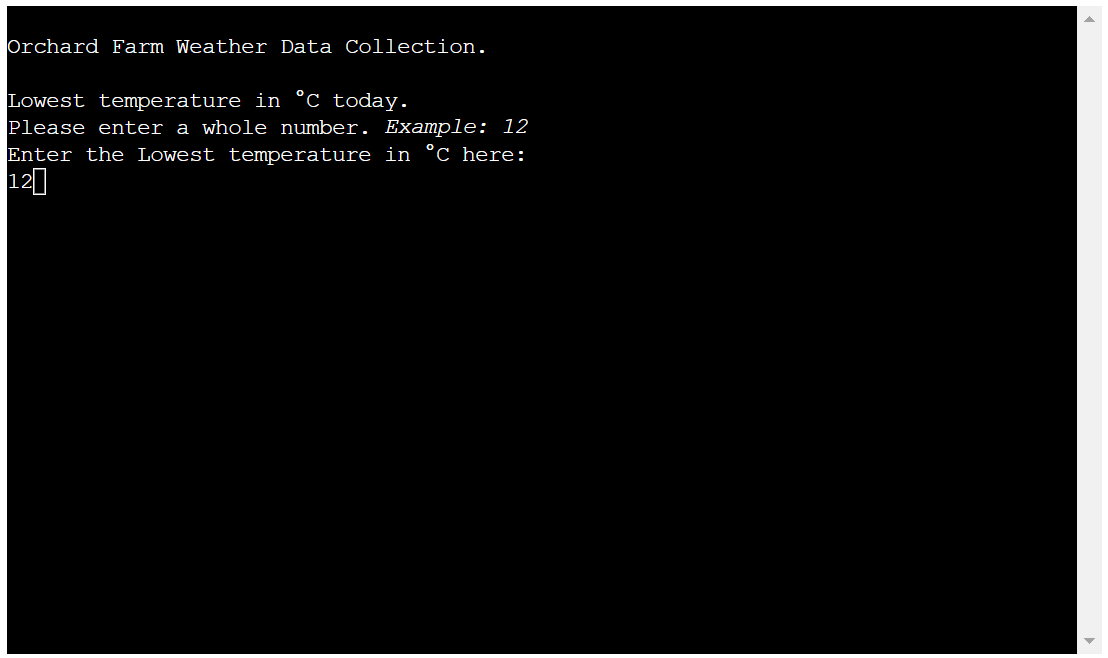 Orchard Farm Weather Data Collection.
Lowest temperature in °C today.
Please enter a whole number. Example: 12
Enter the Lowest temperature in °C here:
12